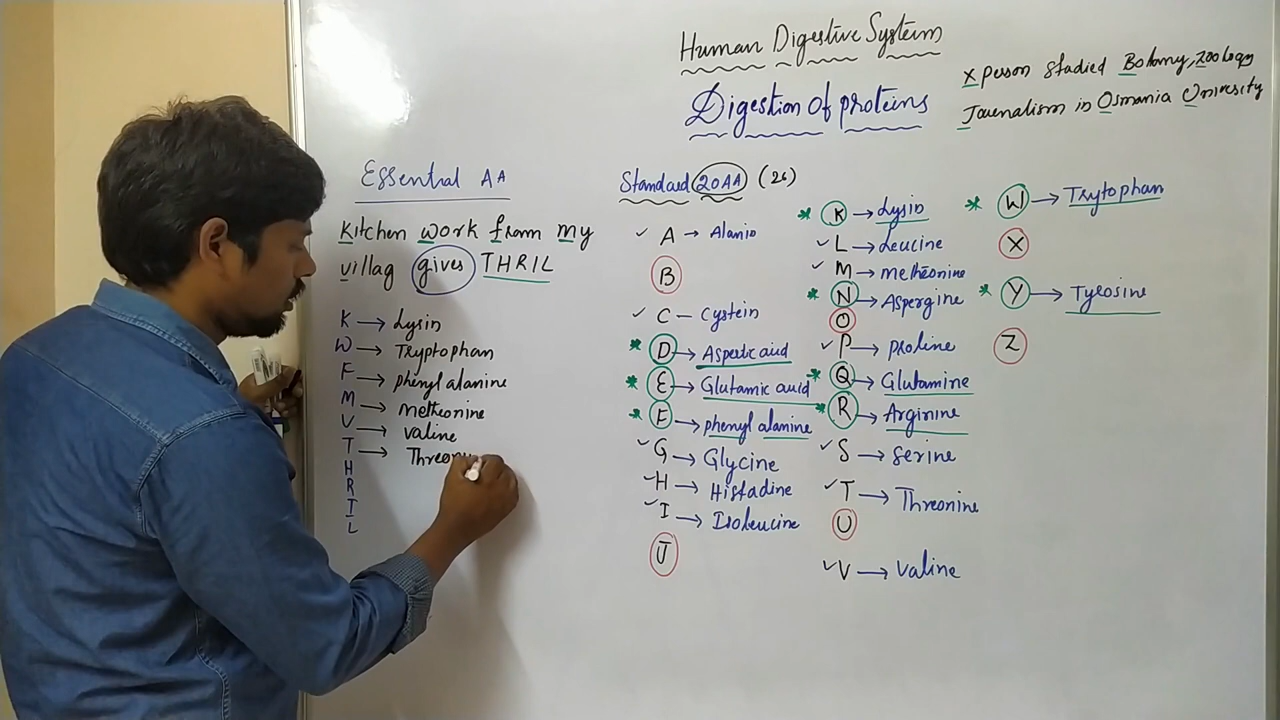 Human Digestive System
Digestion of proteins
X person studied Botany, Zoology
Journalism in Osmania University
Essential AA
Kitchen work from my
villag gives THRIL
K → Lysin
W → Tryptophan
F → phenyl alanine
M → metheonine
V → valine
T → Threon
H
R
I
L
Standard 20AA (26)
A → Alanin
B
C – Cystein
D → Aspertic acid
E → Glutamic auid
F → phenyl alanine
G → Glycine
H → Histadine
I → Isoleucine
J
K → Lysin
L → Leucine
M → metheonine
N → Aspergine
O
P → proline
Q → Glutamine
R → Arginine
S → serine
T → Threonine
U
V → valine
W → Trytophan
X
Y → Tyrosine
Z